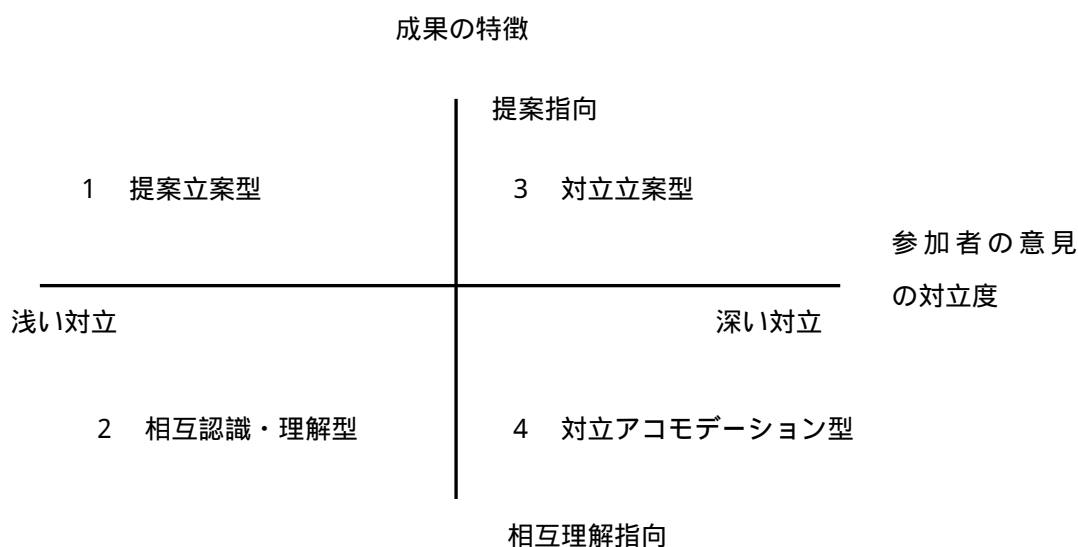 成果の特徴
提案指向
1 提案立案型
3 対立立案型
参加者の意見
の対立度
浅い対立
深い対立
2 相互認識・理解型
4 対立アコモデーション型
相互理解指向